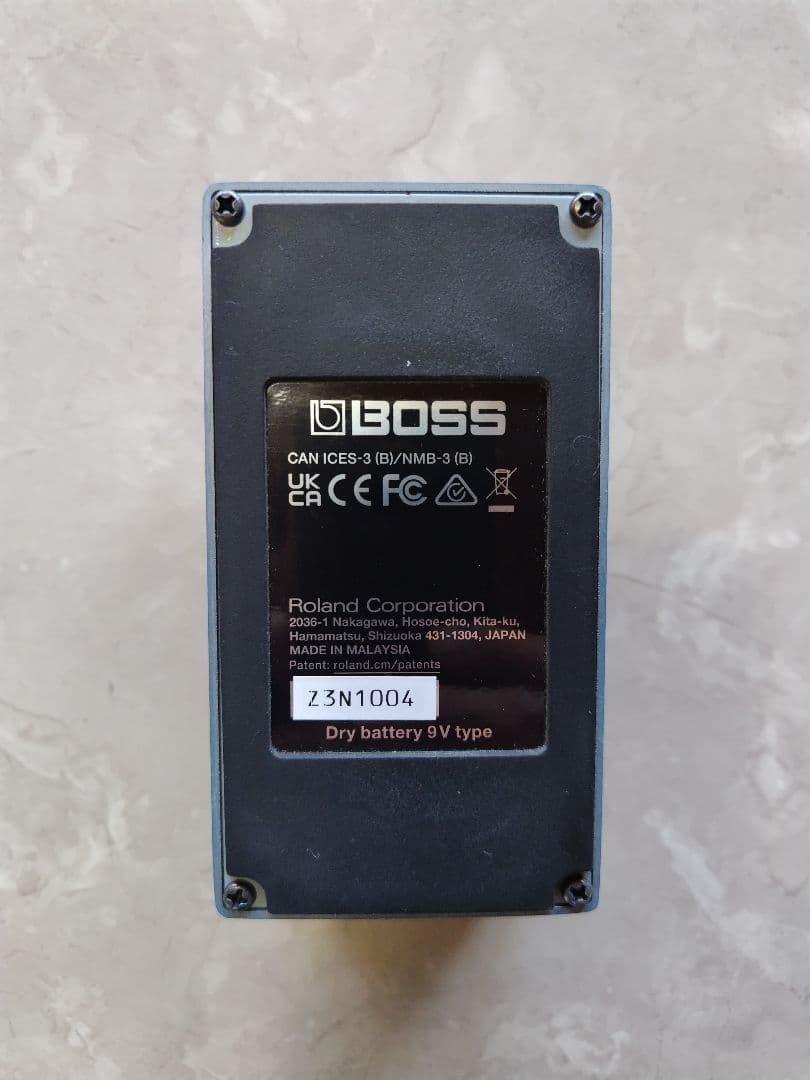 BOSS
CAN ICES-3 (B)/NMB-3 (B)
UK CA CE FC
Roland Corporation
2036-1 Nakagawa, Hosoe-cho, Kita-ku,
Hamamatsu, Shizuoka 431-1304, JAPAN
MADE IN MALAYSIA
Patent: roland.cm/patents
Z3N1004
Dry battery 9V type